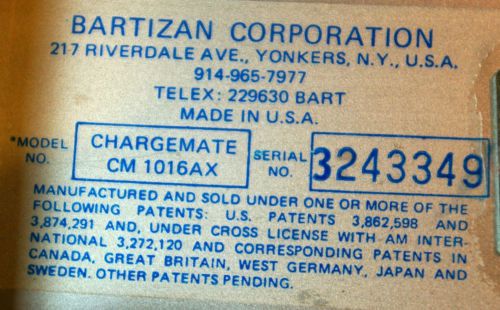 BARTIZAN CORPORATION
217 RIVERDALE AVE., YONKERS, N.Y., U.S.A.
914-965-7977
TELEX: 229630 BART
MADE IN U.S.A.
*MODEL NO. CHARGEMATE CM 1016AX SERIAL NO. 3243349
MANUFACTURED AND SOLD UNDER ONE OR MORE OF THE
FOLLOWING PATENTS: U.S. PATENTS 3,862,598 AND
3,874,291 AND, UNDER CROSS LICENSE WITH AM INTER-
NATIONAL 3,272,120 AND CORRESPONDING PATENTS IN
CANADA, GREAT BRITAIN, WEST GERMANY, JAPAN AND
SWEDEN. OTHER PATENTS PENDING.